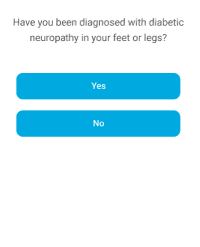 Have you been diagnosed with diabetic
neuropathy in your feet or legs?
Yes
No